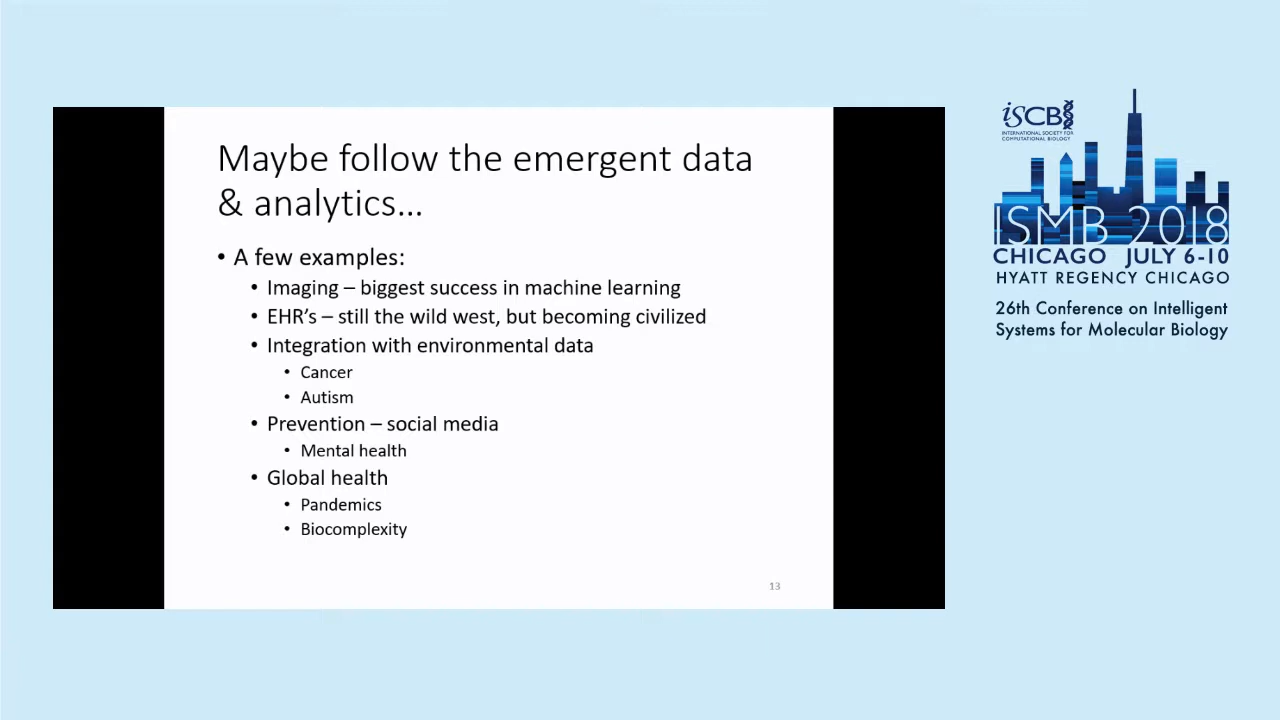 Maybe follow the emergent data
& analytics...
• A few examples:
• Imaging – biggest success in machine learning
• EHR's – still the wild west, but becoming civilized
• Integration with environmental data
• Cancer
• Autism
• Prevention – social media
• Mental health
• Global health
• Pandemics
• Biocomplexity
13
iSCB
INTERNATIONAL SOCIETY FOR
COMPUTATIONAL BIOLOGY
ISMB 2018
CHICAGO JULY 6-10
HYATT REGENCY CHICAGO
26th Conference on Intelligent
Systems for Molecular Biology